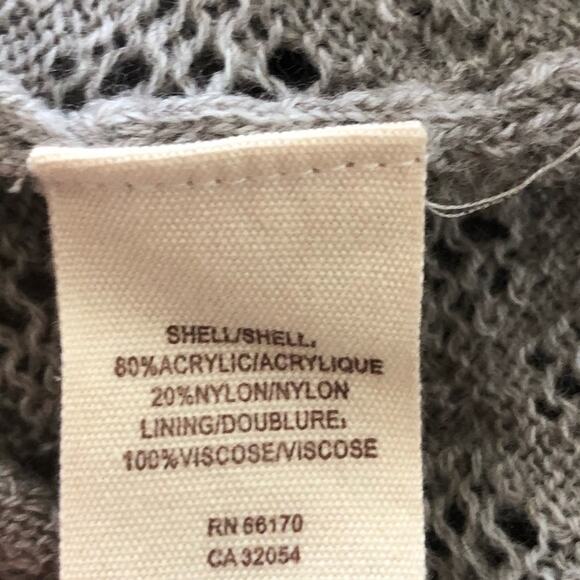 SHELL/SHELL:
80%ACRYLIC/ACRYLIQUE
20%NYLON/NYLON
LINING/DOUBLURE:
100%VISCOSE/VISCOSE
RN 66170
CA 32054